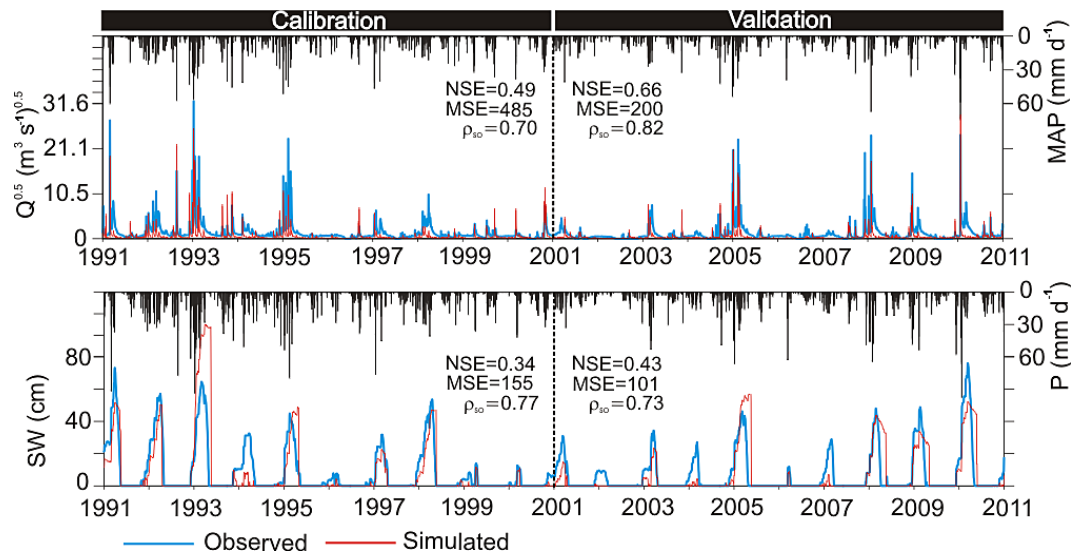 Calibration Validation
Q^0.5 (m³ s⁻¹)^0.5
31.6
21.1
10.5
0
NSE=0.49
MSE=485
ρso=0.70
NSE=0.66
MSE=200
ρso=0.82
0
30
60
MAP (mm d⁻¹)
1991 1993 1995 1997 1999 2001 2003 2005 2007 2009 2011
SW (cm)
80
40
0
NSE=0.34
MSE=155
ρso=0.77
NSE=0.43
MSE=101
ρso=0.73
0
30
60
P (mm d⁻¹)
1991 1993 1995 1997 1999 2001 2003 2005 2007 2009 2011
Observed Simulated